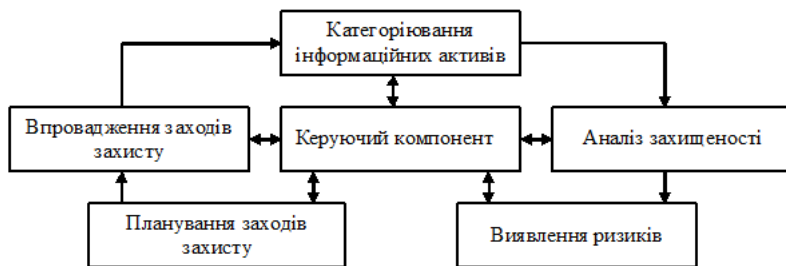 Категоріювання
інформаційних активів
Впровадження заходів
захисту
Керуючий компонент
Аналіз захищеності
Планування заходів
захисту
Виявлення ризиків